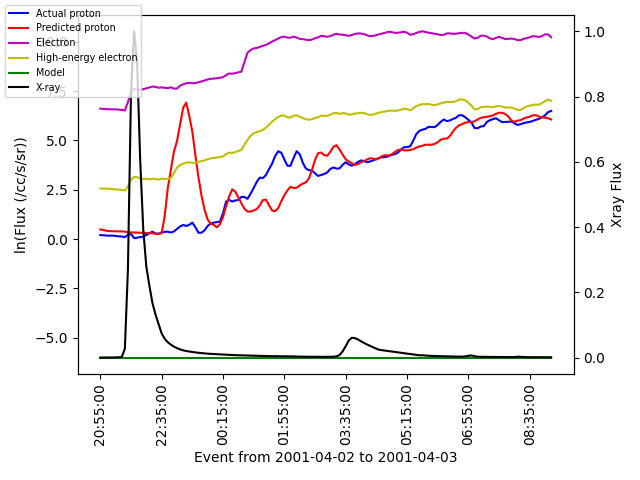 Actual proton
Predicted proton
Electron
High-energy electron
Model
X-ray
7.5
5.0
2.5
0.0
−2.5
−5.0
ln(Flux (/cc/s/sr))
1.0
0.8
0.6
0.4
0.2
0.0
Xray Flux
20:55:00
22:35:00
00:15:00
01:55:00
03:35:00
05:15:00
06:55:00
08:35:00
Event from 2001-04-02 to 2001-04-03